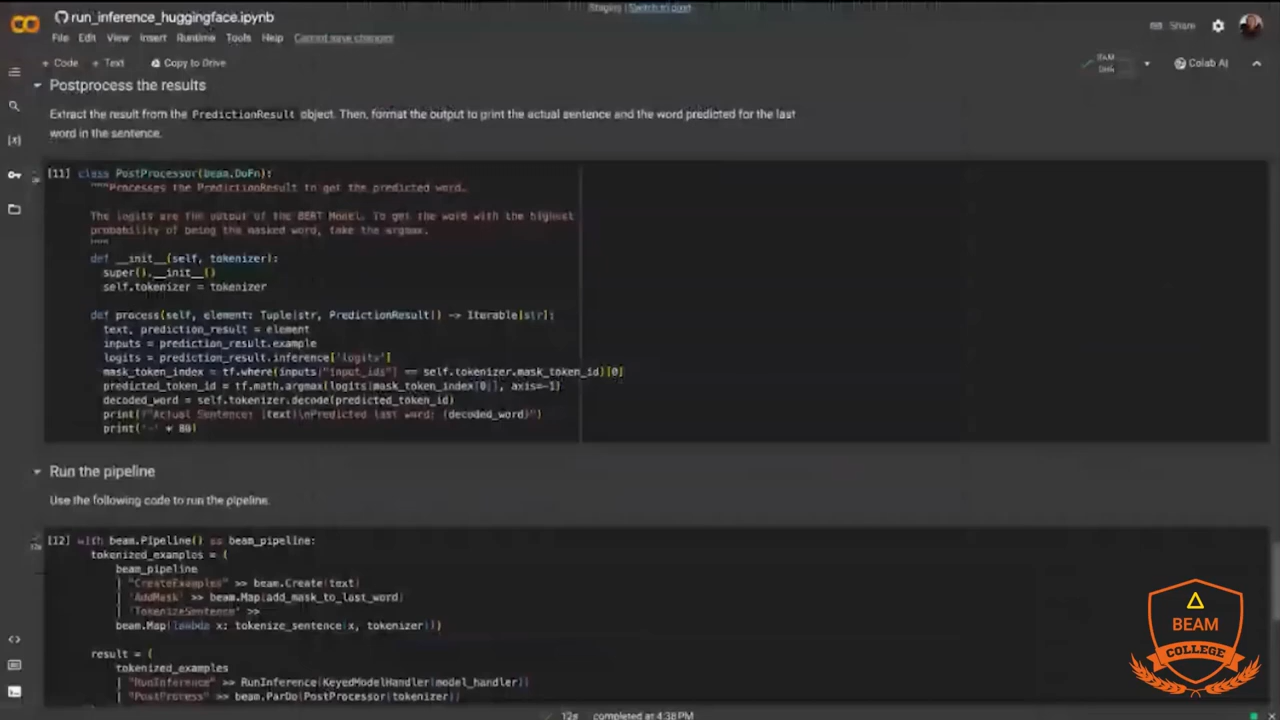 Staging (Switch to pixel)
run_inference_huggingface.ipynb
Share
File Edit View Insert Runtime Tools Help Cannot save changes
+ Code + Text Copy to Drive
RAM
Disk
Colab AI
Postprocess the results
Extract the result from the PredictionResult object. Then, format the output to print the actual sentence and the word predicted for the last
word in the sentence.
[11] class PostProcessor(beam.DoFn):
"""Processes the PredictionResult to get the predicted word.
The logits are the output of the BERT Model. To get the word with the highest
probability of being the masked word, take the argmax.
"""
def __init__(self, tokenizer):
super().__init__()
self.tokenizer = tokenizer
def process(self, element: Tuple[str, PredictionResult]) -> Iterable[str]:
text, prediction_result = element
inputs = prediction_result.example
logits = prediction_result.inference['logits']
mask_token_index = tf.where(inputs["input_ids"] == self.tokenizer.mask_token_id)[0]
predicted_token_id = tf.math.argmax(logits[mask_token_index[0]], axis=-1)
decoded_word = self.tokenizer.decode(predicted_token_id)
print(f"Actual Sentence: {text}\nPredicted last word: {decoded_word}")
print('-' * 80)
Run the pipeline
Use the following code to run the pipeline.
[12] with beam.Pipeline() as beam_pipeline:
12s
tokenized_examples = (
beam_pipeline
| "CreateExamples" >> beam.Create(text)
| 'AddMask' >> beam.Map(add_mask_to_last_word)
| 'TokenizeSentence' >>
beam.Map(lambda x: tokenize_sentence(x, tokenizer)))
result = (
tokenized_examples
| "RunInference" >> RunInference(KeyedModelHandler(model_handler))
| "PostProcess" >> beam.ParDo(PostProcessor(tokenizer))
BEAM
COLLEGE
12s completed at 4:38 PM